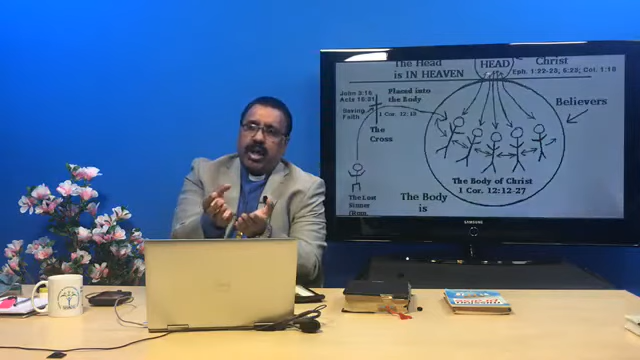 The Head
is IN HEAVEN
HEAD
Christ
Eph. 1:22-23; 5:23; Col. 1:18
John 3:16
Acts 16:31
Saving
Faith
Placed into
the Body
1 Cor. 12:13
The
Cross
Believers
The Lost
Sinner
The Body of Christ
1 Cor. 12:12-27
The Body
is
SAMSUNG
DELL